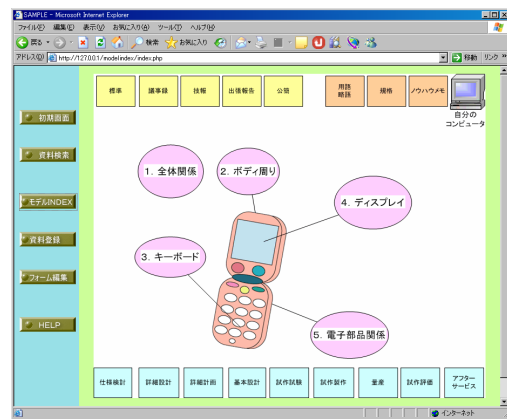 SAMPLE - Microsoft Internet Explorer
ファイル(F) 編集(E) 表示(V) お気に入り(A) ツール(T) ヘルプ(H)
戻る 検索 お気に入り
アドレス(D) http://127.0.0.1/modelindex/index.php 移動 リンク »
標準 議事録 技報 出張報告 公報 用語 略語 規格 ノウハウメモ
自分の
コンピュータ
初期画面
資料検索
モデルINDEX
資料登録
フォーム編集
HELP
1. 全体関係 2. ボディ周り
4. ディスプレイ
3. キーボード
5. 電子部品関係
仕様検討 詳細設計 詳細計画 基本設計 試作試験 試作製作 量産 試作評価 アフターサービス
インターネット